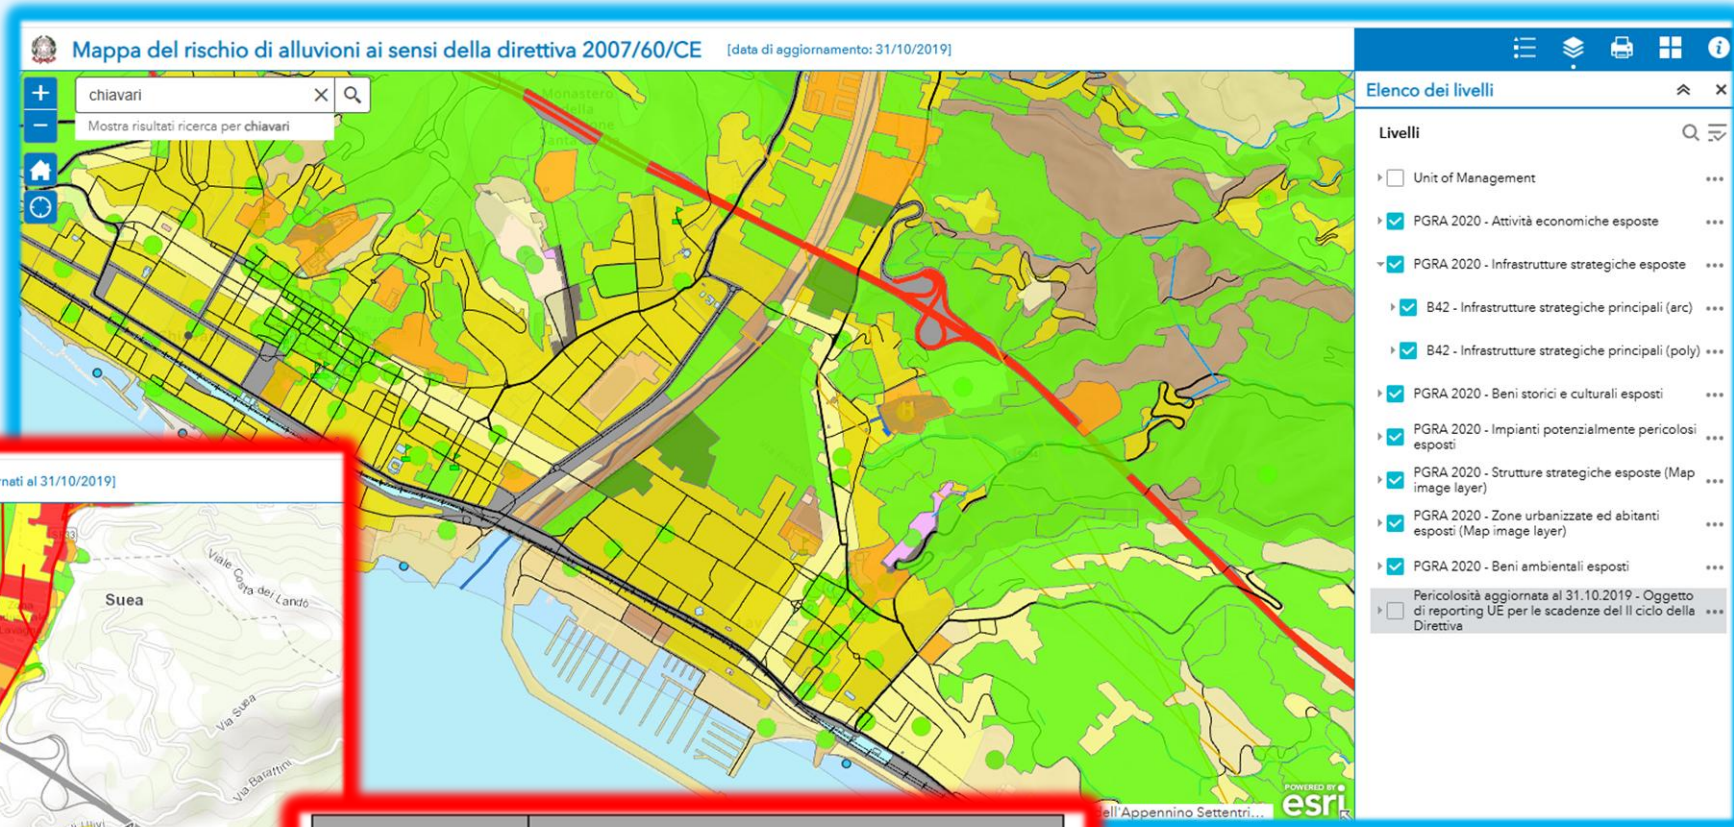 Mappa del rischio di alluvioni ai sensi della direttiva 2007/60/CE [data di aggiornamento: 31/10/2019]
chiavari
Mostra risultati ricerca per chiavari
Monastero
della
Elenco dei livelli
Livelli
Unit of Management
PGRA 2020 - Attività economiche esposte
PGRA 2020 - Infrastrutture strategiche esposte
B42 - Infrastrutture strategiche principali (arc)
B42 - Infrastrutture strategiche principali (poly)
PGRA 2020 - Beni storici e culturali esposti
PGRA 2020 - Impianti potenzialmente pericolosi
esposti
PGRA 2020 - Strutture strategiche esposte (Map
image layer)
PGRA 2020 - Zone urbanizzate ed abitanti
esposti (Map image layer)
PGRA 2020 - Beni ambientali esposti
Pericolosità aggiornata al 31.10.2019 - Oggetto
di reporting UE per le scadenze del II ciclo della
Direttiva
nati al 31/10/2019]
Suea
Viale Costa dei Landò
Via Suea
Via Barattini
POWERED BY
esri
ell'Appennino Settentri...